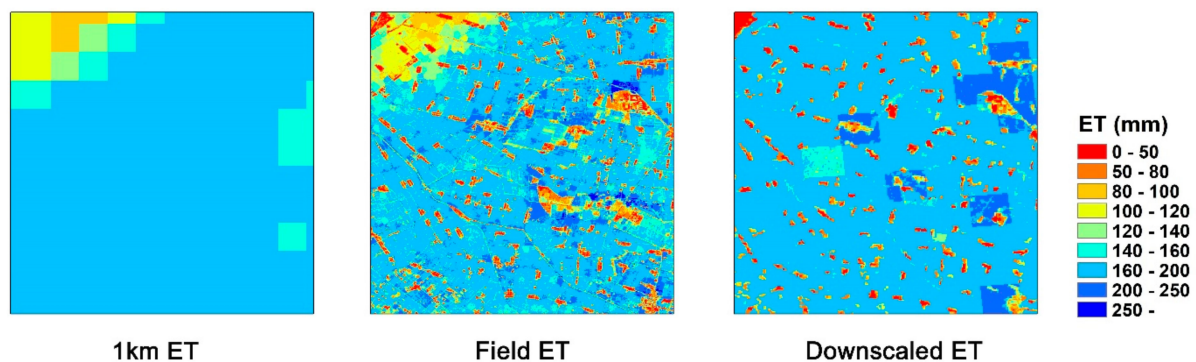 ET (mm)
0 - 50
50 - 80
80 - 100
100 - 120
120 - 140
140 - 160
160 - 200
200 - 250
250 -
1km ET
Field ET
Downscaled ET